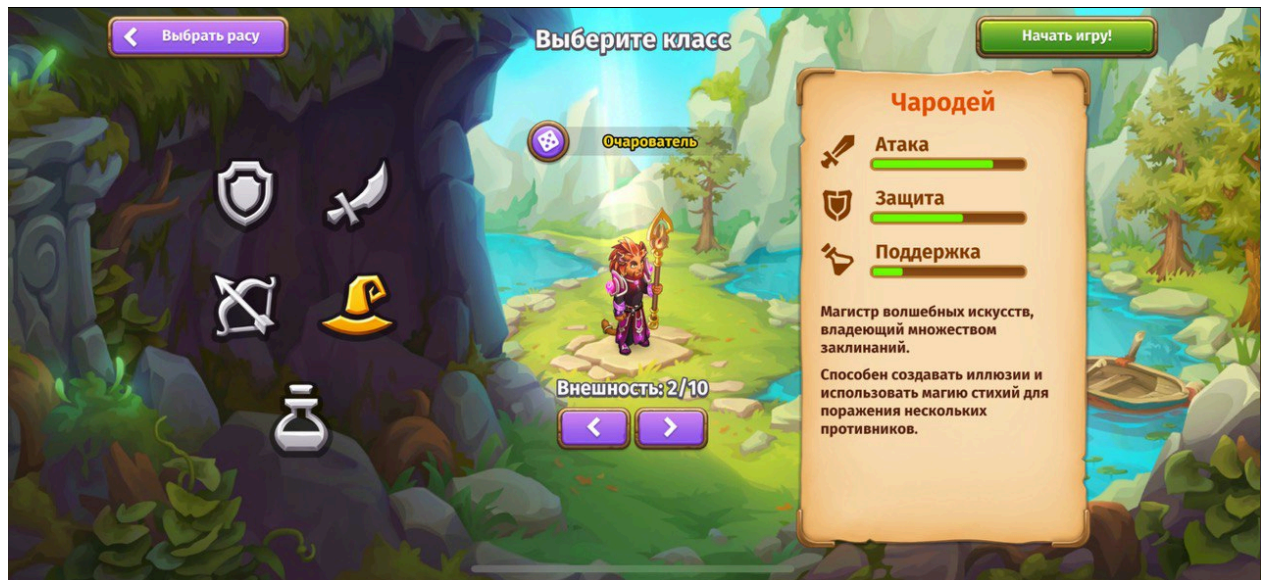 Выбрать расу
Выберите класс
Начать игру!
Очарователь
Внешность: 2/10
Чародей
Атака
Защита
Поддержка
Магистр волшебных искусств,
владеющий множеством
заклинаний.
Способен создавать иллюзии и
использовать магию стихий для
поражения нескольких
противников.